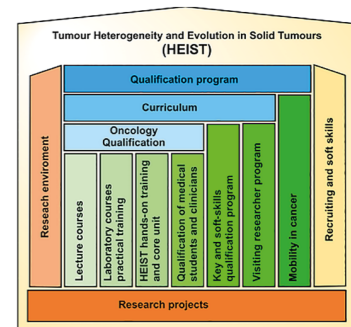 Tumour Heterogeneity and Evolution in Solid Tumours
(HEIST)
Qualification program
Curriculum
Oncology
Qualification
Reseach enviroment
Lecture courses
Laboratory courses
practical training
HEIST hands-on training
and core unit
Qualification of medical
students and clinicians
Key and soft-skills
qualification program
Visiting researcher program
Mobility in cancer
Recruiting and soft skills
Research projects